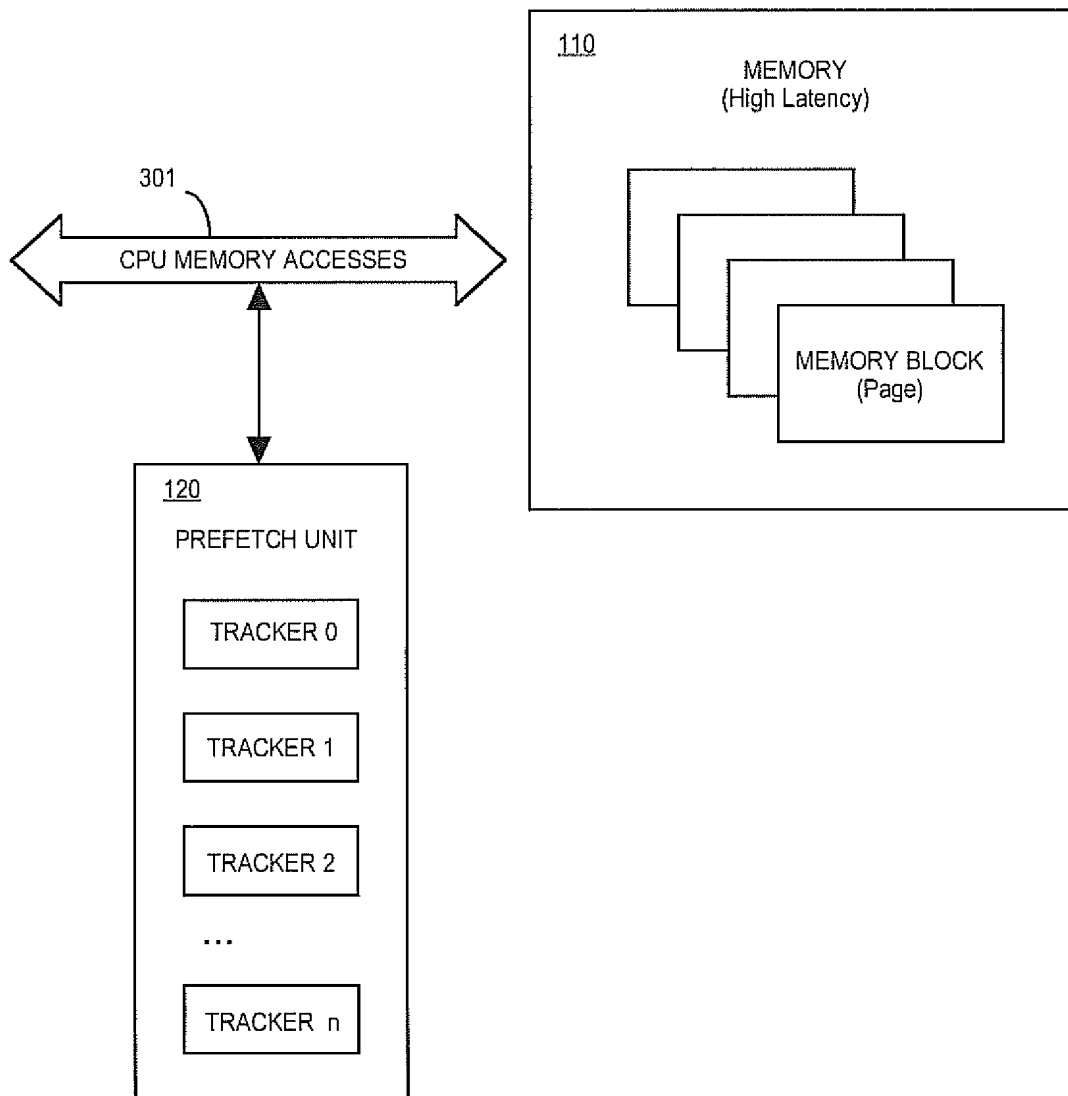 110
MEMORY
(High Latency)
301
CPU MEMORY ACCESSES
MEMORY BLOCK
(Page)
120
PREFETCH UNIT
TRACKER 0
TRACKER 1
TRACKER 2
...
TRACKER n